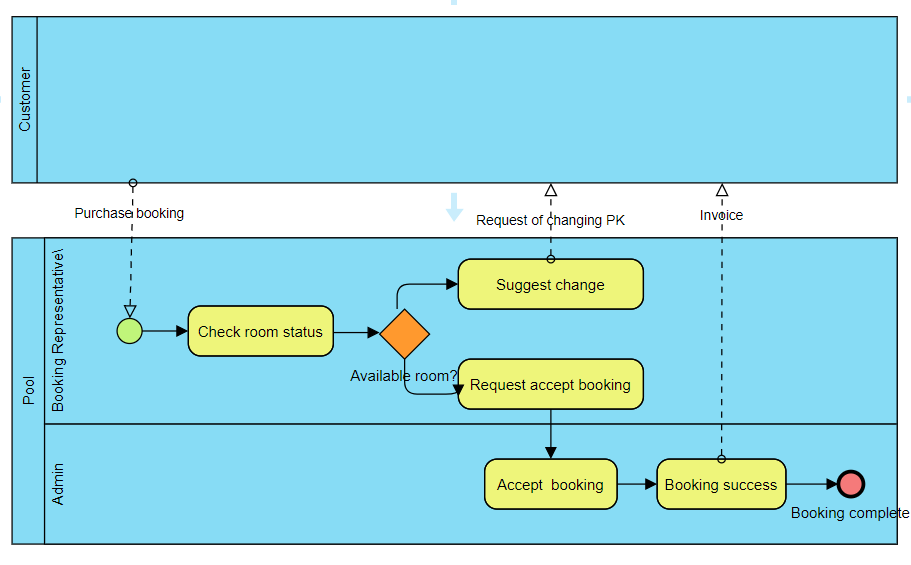 Customer
Purchase booking
Request of changing PK
Invoice
Pool
Booking Representative\
Suggest change
Check room status
Available room?
Request accept booking
Admin
Accept  booking
Booking success
Booking complete